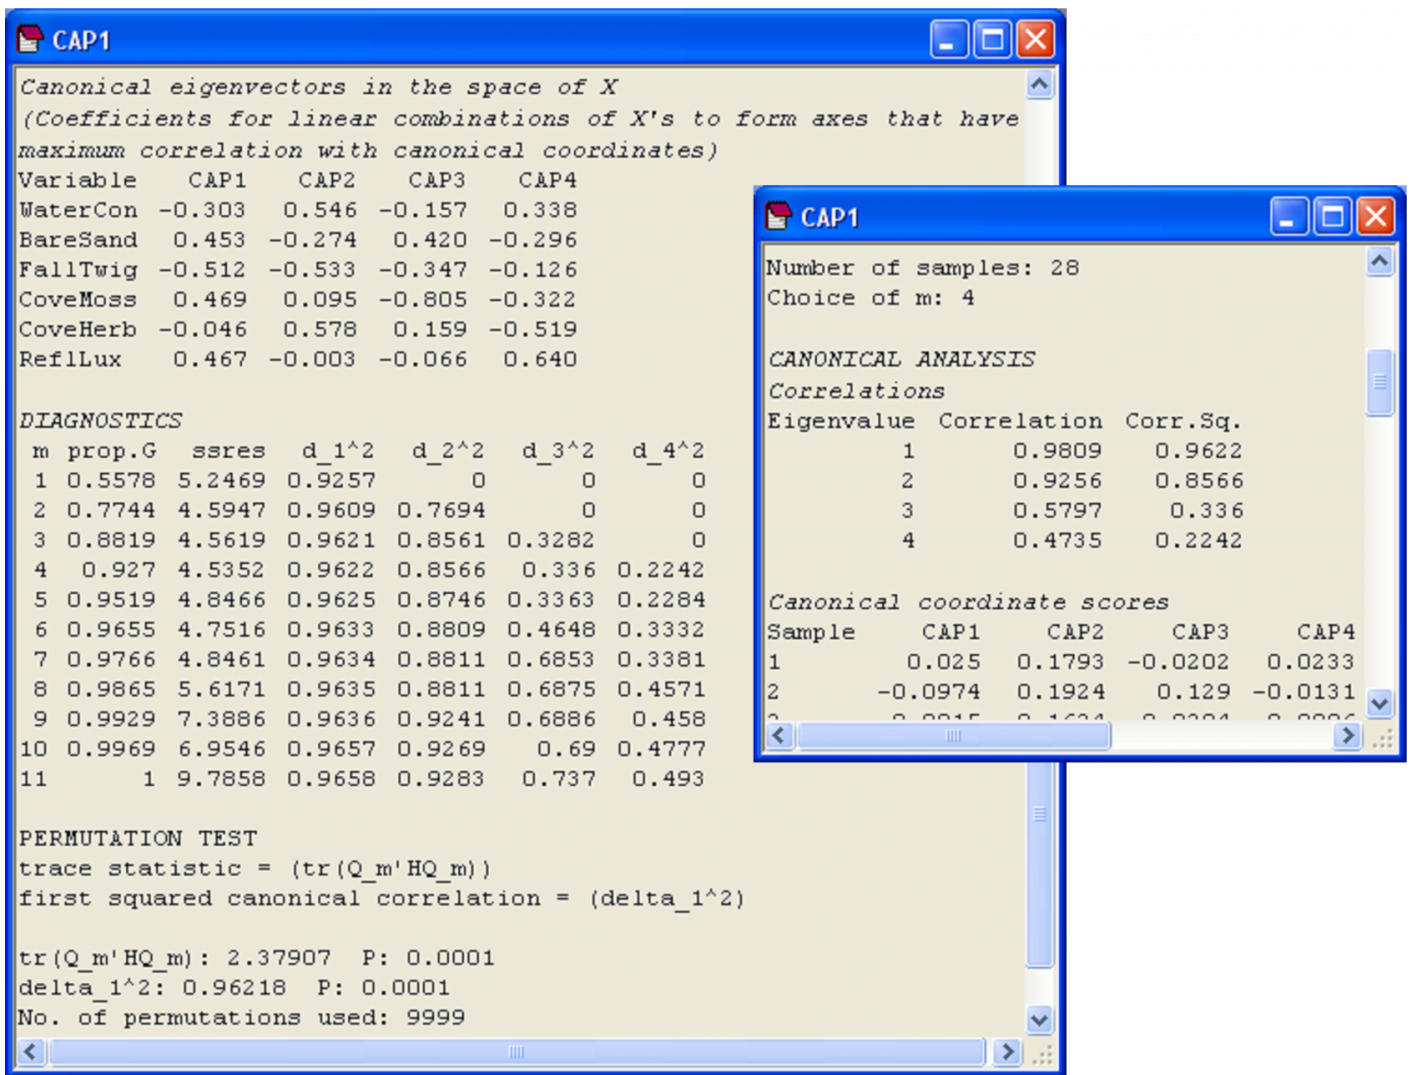 CAP1
Canonical eigenvectors in the space of X
(Coefficients for linear combinations of X's to form axes that have
maximum correlation with canonical coordinates)
Variable CAP1 CAP2 CAP3 CAP4
WaterCon -0.303 0.546 -0.157 0.338
BareSand 0.453 -0.274 0.420 -0.296
FallTwig -0.512 -0.533 -0.347 -0.126
CoveMoss 0.469 0.095 -0.805 -0.322
CoveHerb -0.046 0.578 0.159 -0.519
ReflLux 0.467 -0.003 -0.066 0.640
DIAGNOSTICS
m prop.G ssres d_1^2 d_2^2 d_3^2 d_4^2
1 0.5578 5.2469 0.9257 0 0 0
2 0.7744 4.5947 0.9609 0.7694 0 0
3 0.8819 4.5619 0.9621 0.8561 0.3282 0
4 0.927 4.5352 0.9622 0.8566 0.336 0.2242
5 0.9519 4.8466 0.9625 0.8746 0.3363 0.2284
6 0.9655 4.7516 0.9633 0.8809 0.4648 0.3332
7 0.9766 4.8461 0.9634 0.8811 0.6853 0.3381
8 0.9865 5.6171 0.9635 0.8811 0.6875 0.4571
9 0.9929 7.3886 0.9636 0.9241 0.6886 0.458
10 0.9969 6.9546 0.9657 0.9269 0.69 0.4777
11 1 9.7858 0.9658 0.9283 0.737 0.493
PERMUTATION TEST
trace statistic = (tr(Q_m'HQ_m))
first squared canonical correlation = (delta_1^2)
tr(Q_m'HQ_m): 2.37907 P: 0.0001
delta_1^2: 0.96218 P: 0.0001
No. of permutations used: 9999
CAP1
Number of samples: 28
Choice of m: 4
CANONICAL ANALYSIS
Correlations
Eigenvalue Correlation Corr.Sq.
1 0.9809 0.9622
2 0.9256 0.8566
3 0.5797 0.336
4 0.4735 0.2242
Canonical coordinate scores
Sample CAP1 CAP2 CAP3 CAP4
1 0.025 0.1793 -0.0202 0.0233
2 -0.0974 0.1924 0.129 -0.0131